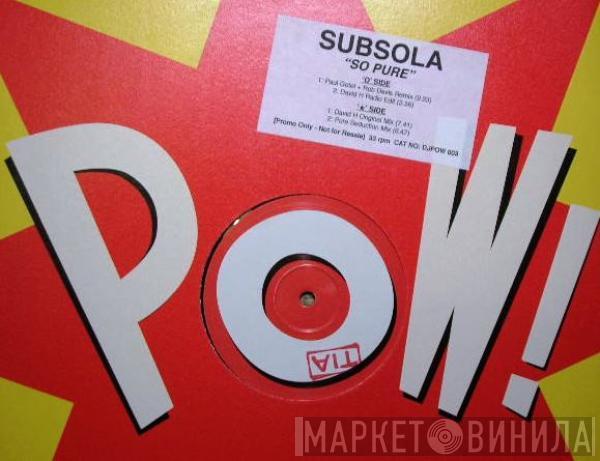 SUBSOLA
"SO PURE"
'O' SIDE
1: Paul Gotel + Rob Davis Remix (9.23)
2: David H Radio Edit (3.38)
'★' SIDE
1: David H Original Mix (7.41)
2: Pure Seduction Mix (6.47)
[Promo Only - Not for Resale] 33 rpm CAT NO: DJPOW 003
POW!
TIA
МАРКЕТ ВИНИЛА